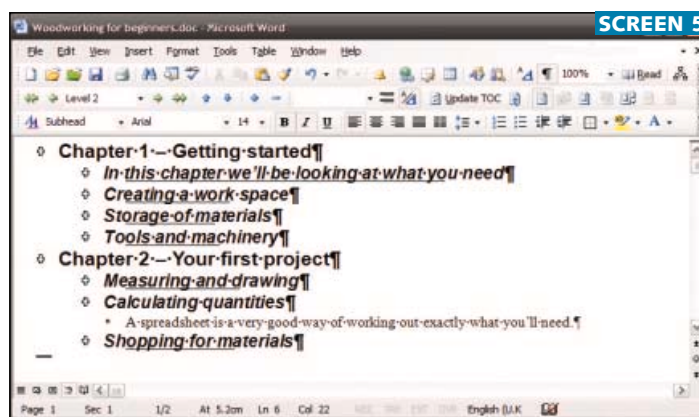 Woodworking for beginners.doc - Microsoft Word
SCREEN 5
File Edit View Insert Format Tools Table Window Help
100% Read
Level 2 Update TOC
Subhead Arial 14 B I U
Chapter·1·–·Getting·started¶
In·this·chapter·we'll·be·looking·at·what·you·need¶
Creating·a·work·space¶
Storage·of·materials¶
Tools·and·machinery¶
Chapter·2·–·Your·first·project¶
Measuring·and·drawing¶
Calculating·quantities¶
A·spreadsheet·is·a·very·good·way·of·working·out·exactly·what·you'll·need.¶
Shopping·for·materials¶
Page 1 Sec 1 1/2 At 5.2cm Ln 6 Col 22 REC TRK EXT OVR English (U.K